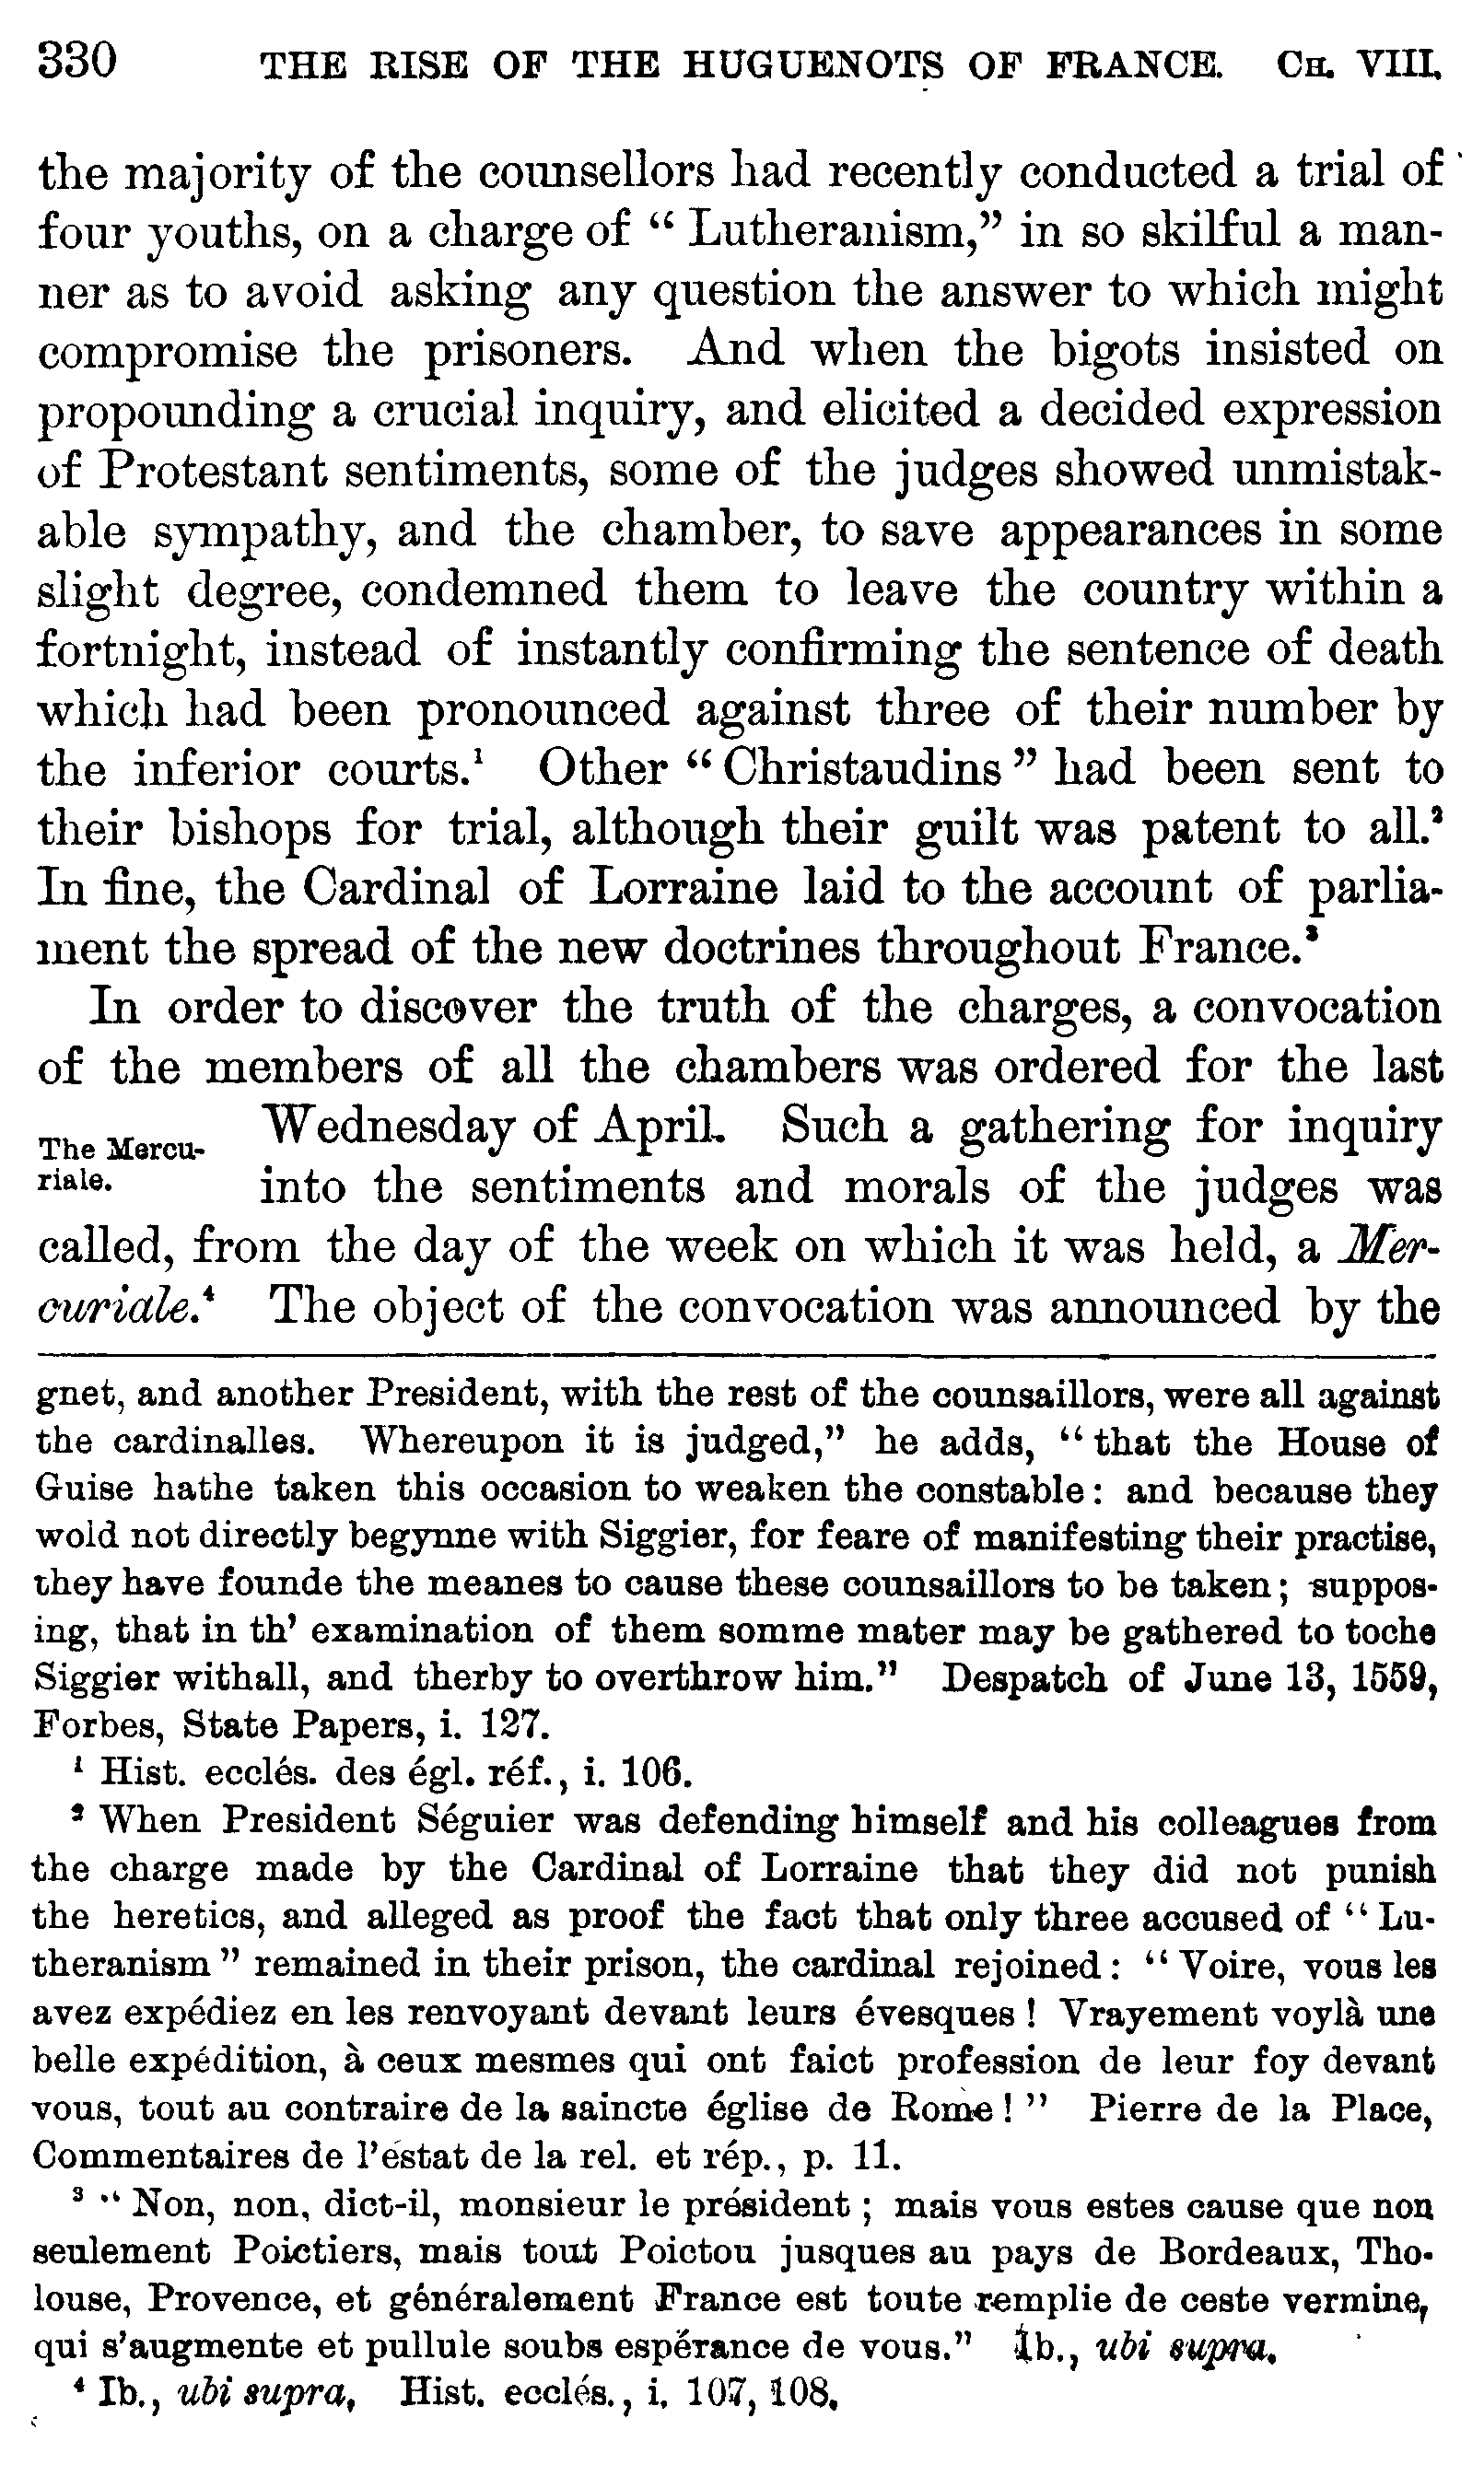 330 THE RISE OF THE HUGUENOTS OF FRANCE. CH. VIII.
the majority of the counsellors had recently conducted a trial of
four youths, on a charge of “ Lutheranism,” in so skilful a man-
ner as to avoid asking any question the answer to which might
compromise the prisoners. And when the bigots insisted on
propounding a crucial inquiry, and elicited a decided expression
of Protestant sentiments, some of the judges showed unmistak-
able sympathy, and the chamber, to save appearances in some
slight degree, condemned them to leave the country within a
fortnight, instead of instantly confirming the sentence of death
which had been pronounced against three of their number by
the inferior courts.¹ Other “ Christaudins ” had been sent to
their bishops for trial, although their guilt was patent to all.²
In fine, the Cardinal of Lorraine laid to the account of parlia-
ment the spread of the new doctrines throughout France.³
In order to discover the truth of the charges, a convocation
of the members of all the chambers was ordered for the last
Wednesday of April. Such a gathering for inquiry
The Mercu-
riale.
into the sentiments and morals of the judges was
called, from the day of the week on which it was held, a Mer-
curiale.⁴ The object of the convocation was announced by the
gnet, and another President, with the rest of the counsaillors, were all against
the cardinalles. Whereupon it is judged,” he adds, “ that the House of
Guise hathe taken this occasion to weaken the constable : and because they
wold not directly begynne with Siggier, for feare of manifesting their practise,
they have founde the meanes to cause these counsaillors to be taken ; suppos-
ing, that in th’ examination of them somme mater may be gathered to toche
Siggier withall, and therby to overthrow him.” Despatch of June 13, 1559,
Forbes, State Papers, i. 127.
¹ Hist. ecclés. des égl. réf., i. 106.
² When President Séguier was defending himself and his colleagues from
the charge made by the Cardinal of Lorraine that they did not punish
the heretics, and alleged as proof the fact that only three accused of “ Lu-
theranism ” remained in their prison, the cardinal rejoined : “ Voire, vous les
avez expédiez en les renvoyant devant leurs évesques ! Vrayement voylà une
belle expédition, à ceux mesmes qui ont faict profession de leur foy devant
vous, tout au contraire de la saincte église de Rome ! ” Pierre de la Place,
Commentaires de l’estat de la rel. et rép., p. 11.
³ “ Non, non, dict-il, monsieur le président ; mais vous estes cause que non
seulement Poictiers, mais tout Poictou jusques au pays de Bordeaux, Tho-
louse, Provence, et généralement France est toute remplie de ceste vermine,
qui s’augmente et pullule soubs espérance de vous.” Ib., ubi supra.
⁴ Ib., ubi supra, Hist. ecclés., i. 107, 108.